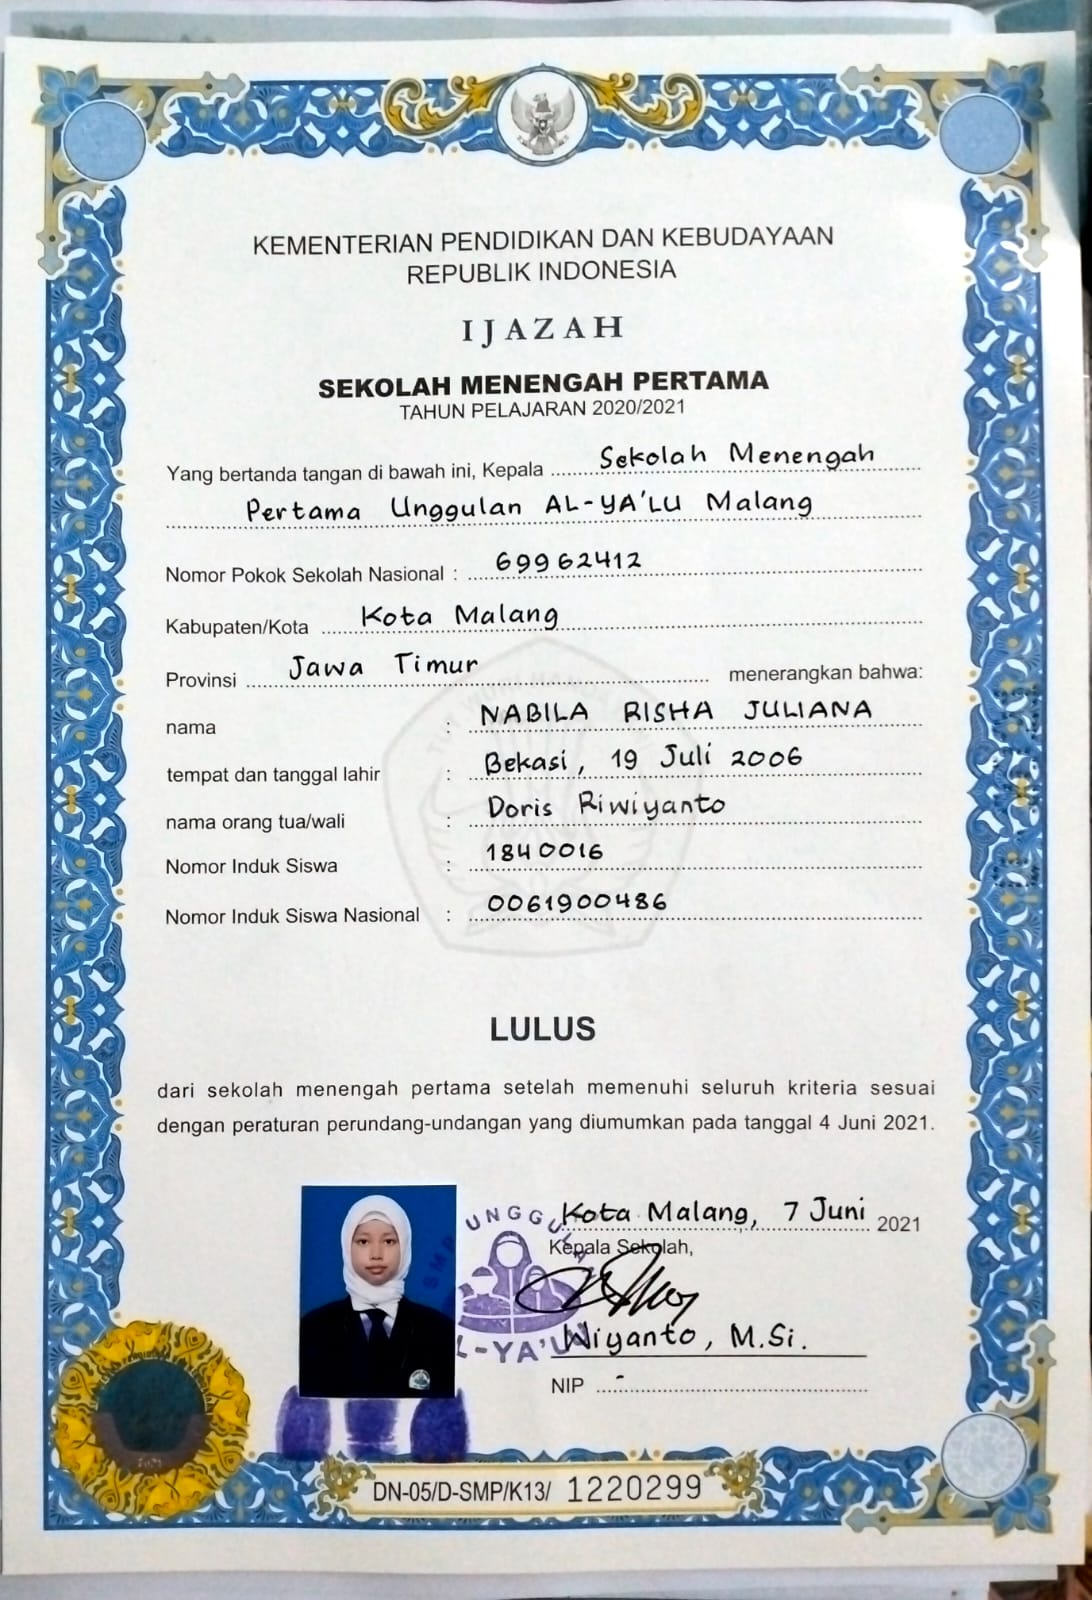 KEMENTERIAN PENDIDIKAN DAN KEBUDAYAAN
REPUBLIK INDONESIA
IJAZAH
SEKOLAH MENENGAH PERTAMA
TAHUN PELAJARAN 2020/2021
Yang bertanda tangan di bawah ini, Kepala Sekolah Menengah
Pertama Unggulan AL-YA'LU Malang
Nomor Pokok Sekolah Nasional : 69962412
Kabupaten/Kota Kota Malang
Provinsi Jawa Timur menerangkan bahwa:
nama : NABILA RISHA JULIANA
tempat dan tanggal lahir : Bekasi, 19 Juli 2006
nama orang tua/wali : Doris Riwiyanto
Nomor Induk Siswa : 1840016
Nomor Induk Siswa Nasional : 0061900486
LULUS
dari sekolah menengah pertama setelah memenuhi seluruh kriteria sesuai
dengan peraturan perundang-undangan yang diumumkan pada tanggal 4 Juni 2021.
Kota Malang, 7 Juni 2021
Kepala Sekolah,
SMP UNGGULAN
AL-YA'LU
Wiyanto, M.Si.
NIP -
2021
DN-05/D-SMP/K13/ 1220299